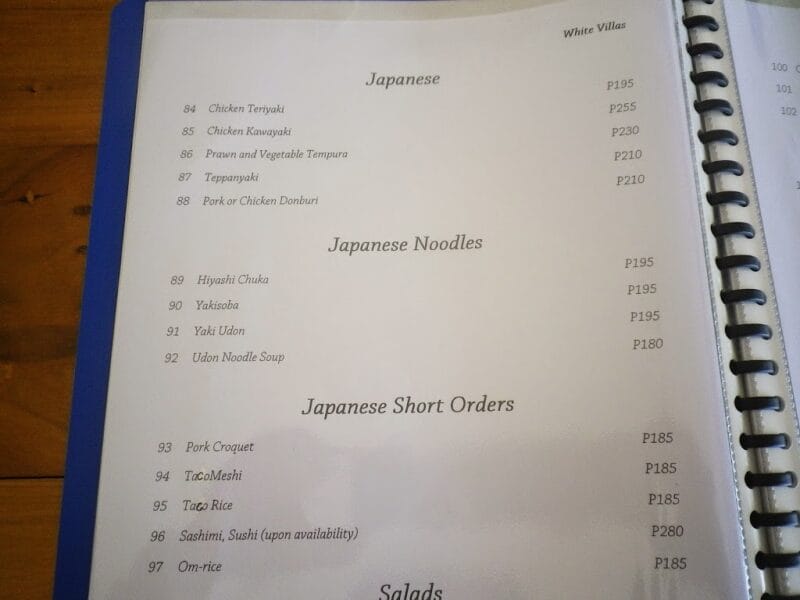 White Villas
Japanese
84 Chicken Teriyaki P195
85 Chicken Kawayaki P255
86 Prawn and Vegetable Tempura P230
87 Teppanyaki P210
88 Pork or Chicken Donburi P210
Japanese Noodles
89 Hiyashi Chuka P195
90 Yakisoba P195
91 Yaki Udon P195
92 Udon Noodle Soup P180
Japanese Short Orders
93 Pork Croquet P185
94 TacoMeshi P185
95 Taco Rice P185
96 Sashimi, Sushi (upon availability) P280
97 Om-rice P185
Salads
100
101
102